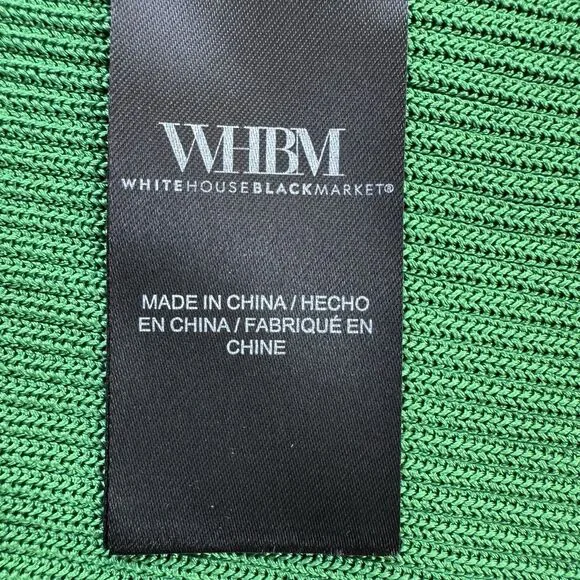 WHBM
WHITEHOUSEBLACKMARKET®
MADE IN CHINA / HECHO
EN CHINA / FABRIQUÉ EN
CHINE